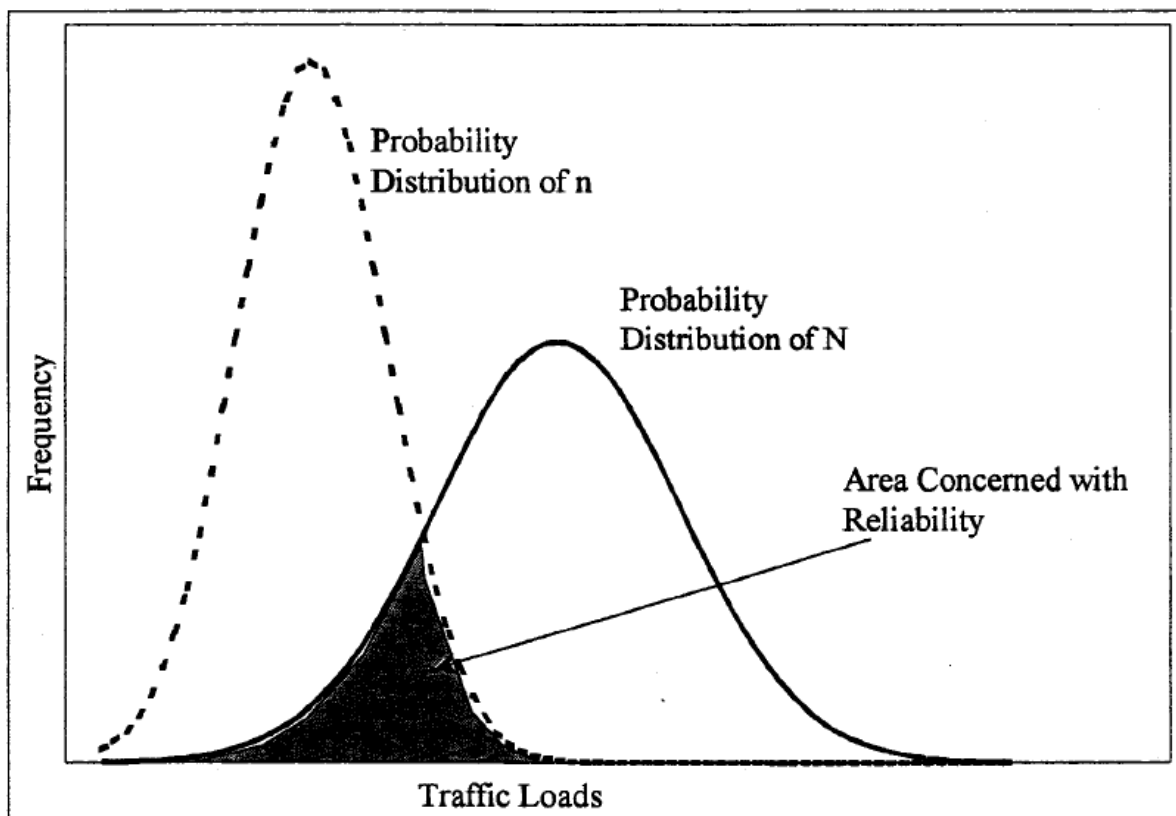 Probability
Distribution of n
Probability
Distribution of N
Area Concerned with
Reliability
Frequency
Traffic Loads